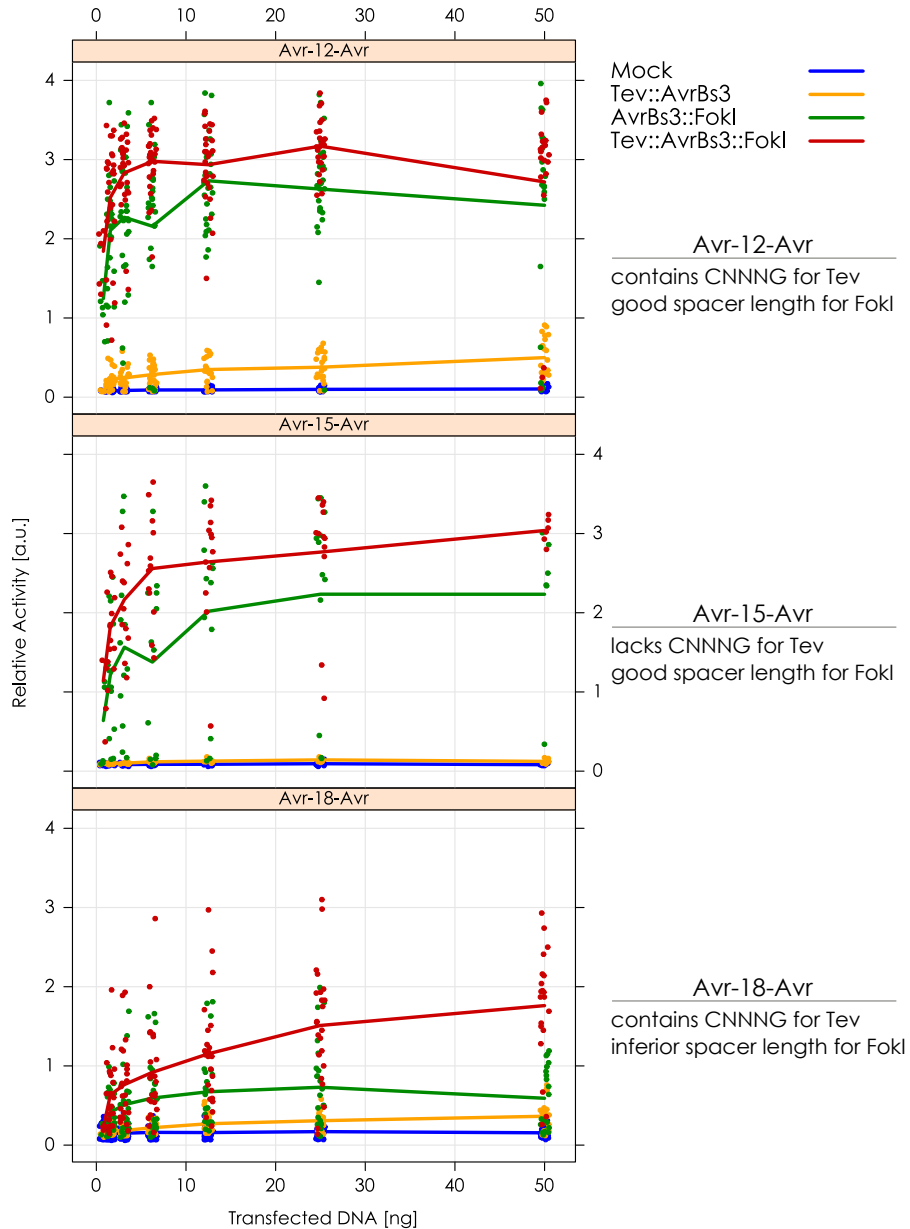 0 10 20 30 40 50
Avr-12-Avr
4
3
2
1
0
Mock
Tev::AvrBs3
AvrBs3::FokI
Tev::AvrBs3::FokI
Avr-12-Avr
contains CNNNG for Tev
good spacer length for FokI
Avr-15-Avr
4
3
2
1
0
Relative Activity [a.u.]
Avr-15-Avr
lacks CNNNG for Tev
good spacer length for FokI
Avr-18-Avr
4
3
2
1
0
Avr-18-Avr
contains CNNNG for Tev
inferior spacer length for FokI
0 10 20 30 40 50
Transfected DNA [ng]